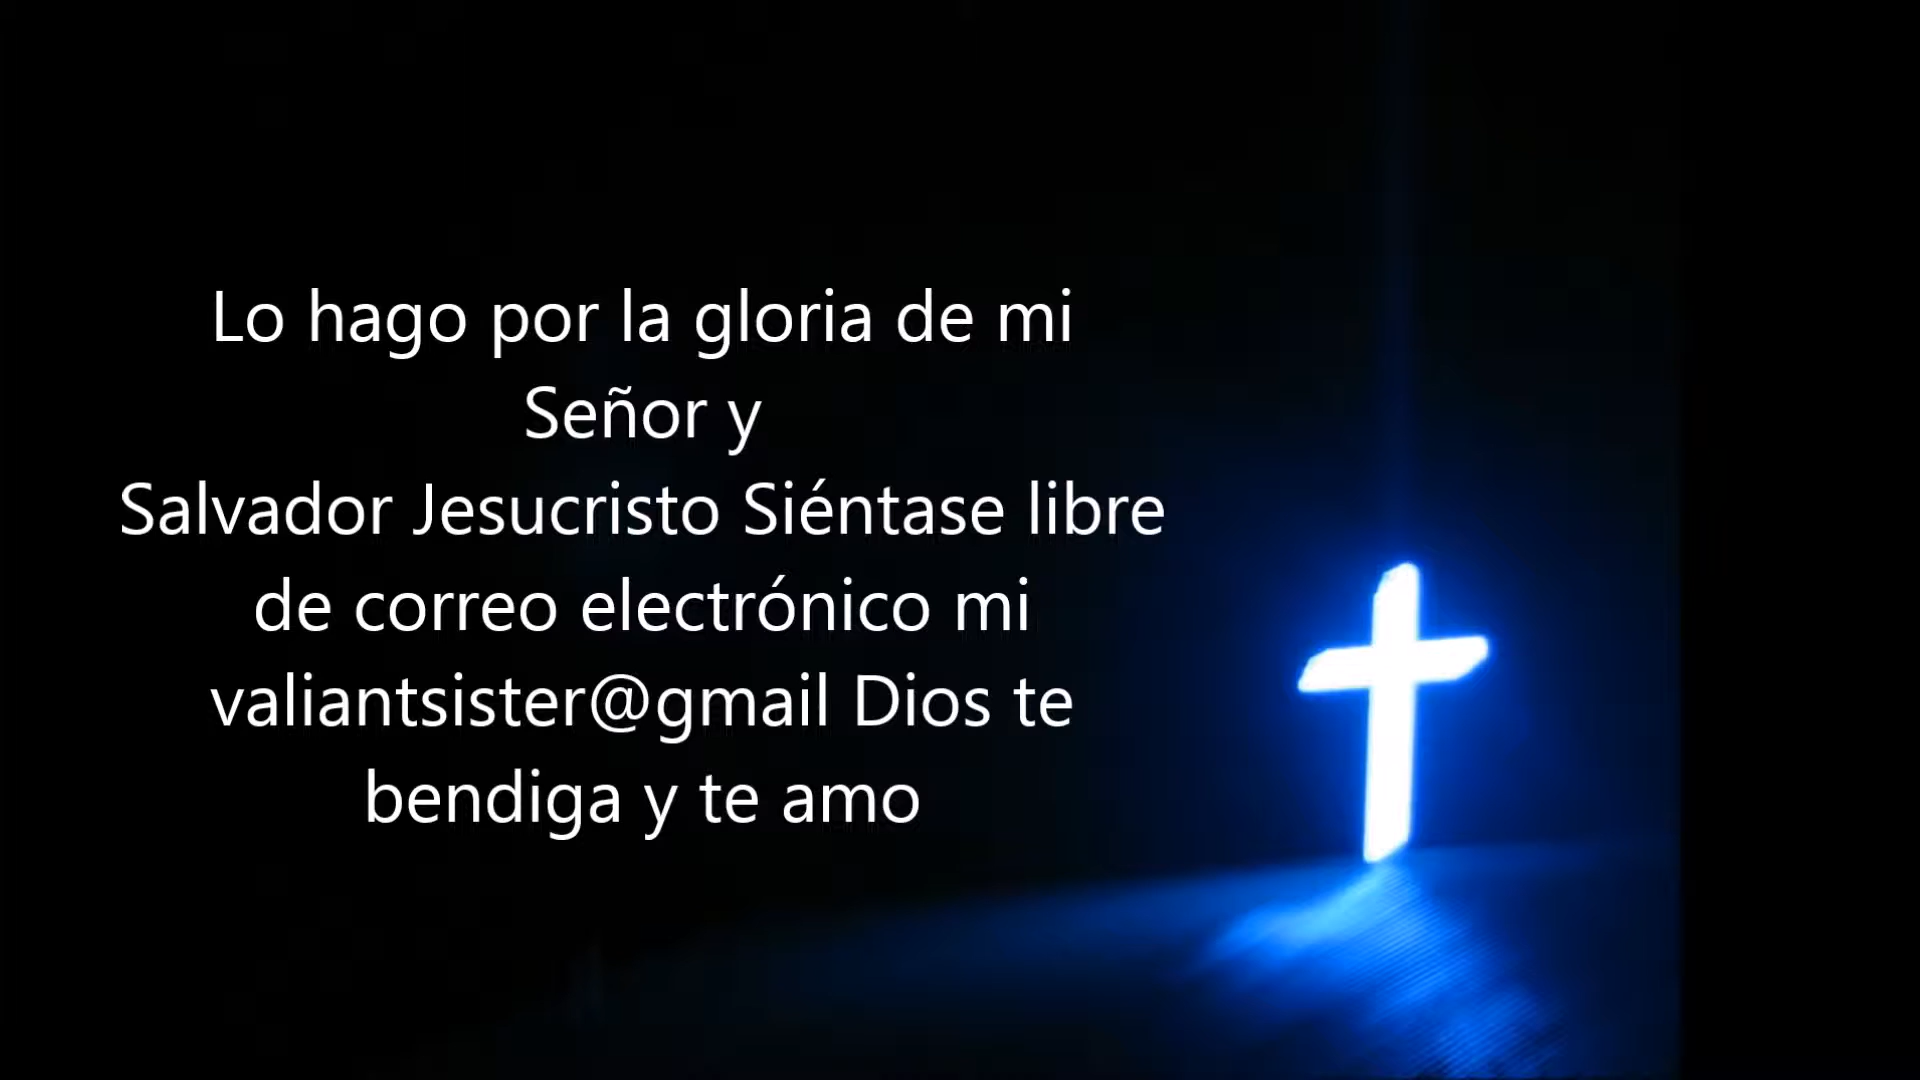 Lo hago por la gloria de mi
Señor y
Salvador Jesucristo Siéntase libre
de correo electrónico mi
valiantsister@gmail Dios te
bendiga y te amo